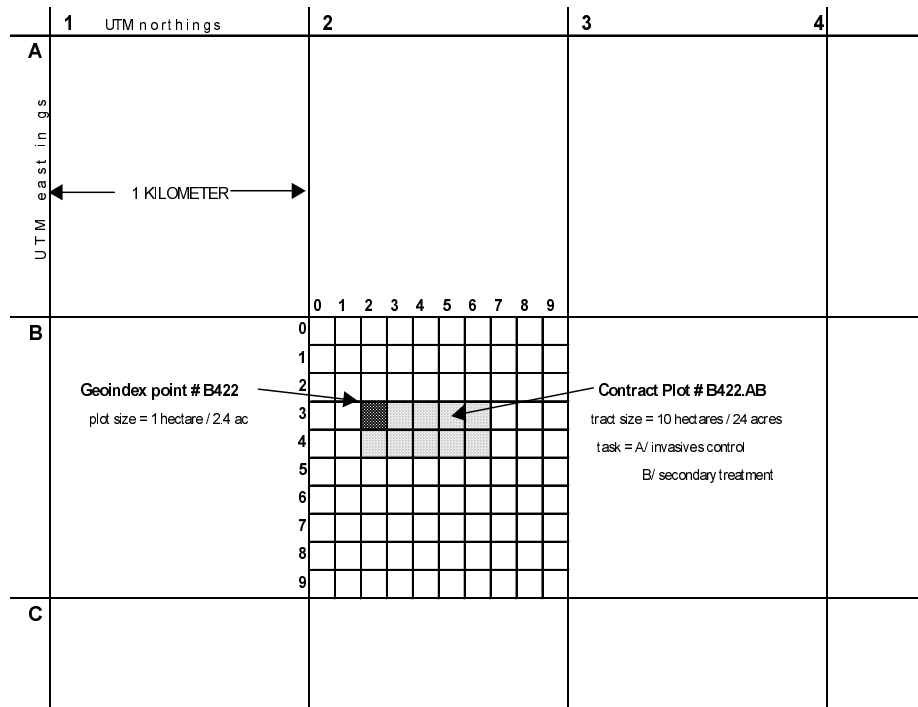 1 UTM northings 2 3 4
A
UTM eastings
1 KILOMETER
0 1 2 3 4 5 6 7 8 9
B
0
1
2
Geoindex point # B422
Contract Plot # B422.AB
3
plot size = 1 hectare / 2.4 ac
tract size = 10 hectares / 24 acres
4
task = A/ invasives control
5
B/ secondary treatment
6
7
8
9
C